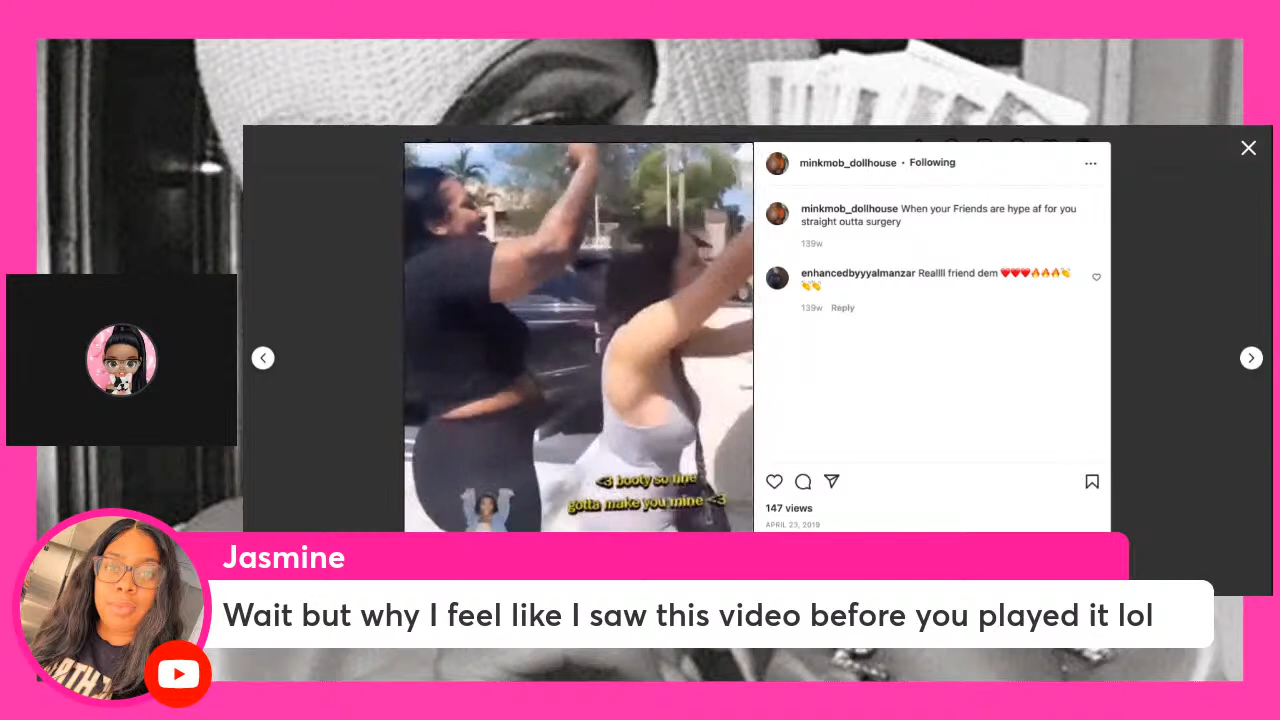 minkmob_dollhouse • Following
minkmob_dollhouse When your Friends are hype af for you
straight outta surgery
139w
enhancedbyyyalmanzar Reallll friend dem ❤️❤️❤️🔥🔥🔥👏
👏👏
139w Reply
<3 booty so fine
gotta make you mine <3
147 views
APRIL 23, 2019
Jasmine
Wait but why I feel like I saw this video before you played it lol